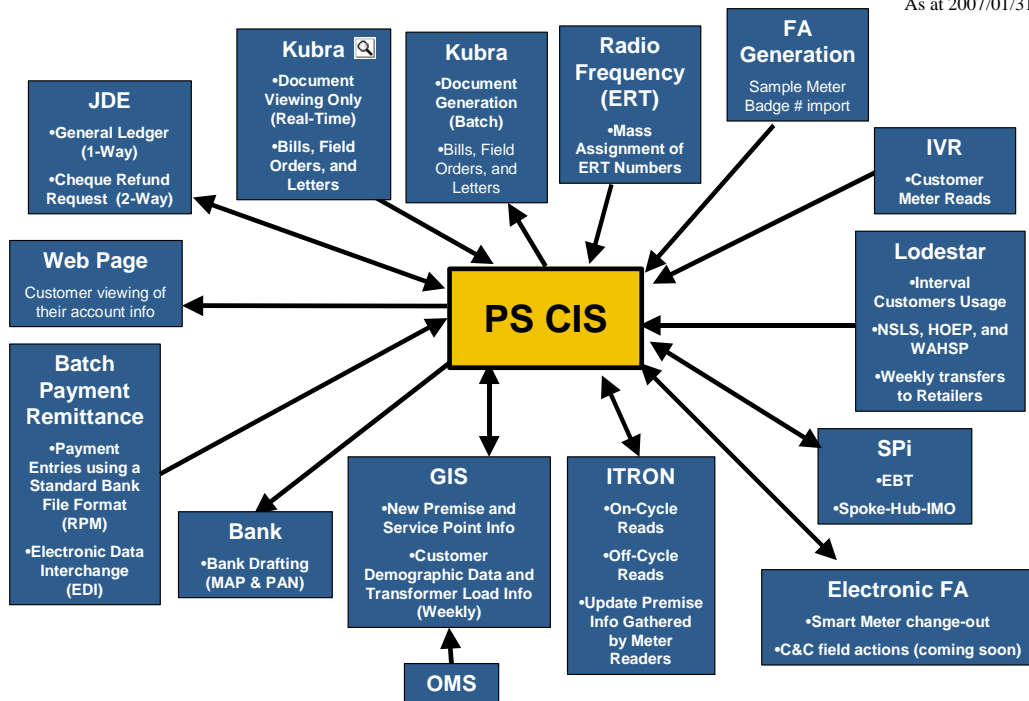 As at 2007/01/31
Kubra
•Document
Viewing Only
(Real-Time)
•Bills, Field
Orders, and
Letters
Kubra
•Document
Generation
(Batch)
•Bills, Field
Orders, and
Letters
Radio
Frequency
(ERT)
•Mass
Assignment of
ERT Numbers
FA
Generation
Sample Meter
Badge # import
JDE
•General Ledger
(1-Way)
•Cheque Refund
Request (2-Way)
IVR
•Customer
Meter Reads
Web Page
Customer viewing of
their account info
PS CIS
Lodestar
•Interval
Customers Usage
•NSLS, HOEP, and
WAHSP
•Weekly transfers
to Retailers
Batch
Payment
Remittance
•Payment
Entries using a
Standard Bank
File Format
(RPM)
•Electronic Data
Interchange
(EDI)
Bank
•Bank Drafting
(MAP & PAN)
GIS
•New Premise and
Service Point Info
•Customer
Demographic Data and
Transformer Load Info
(Weekly)
ITRON
•On-Cycle
Reads
•Off-Cycle
Reads
•Update Premise
Info Gathered
by Meter
Readers
SPi
•EBT
•Spoke-Hub-IMO
Electronic FA
•Smart Meter change-out
•C&C field actions (coming soon)
OMS